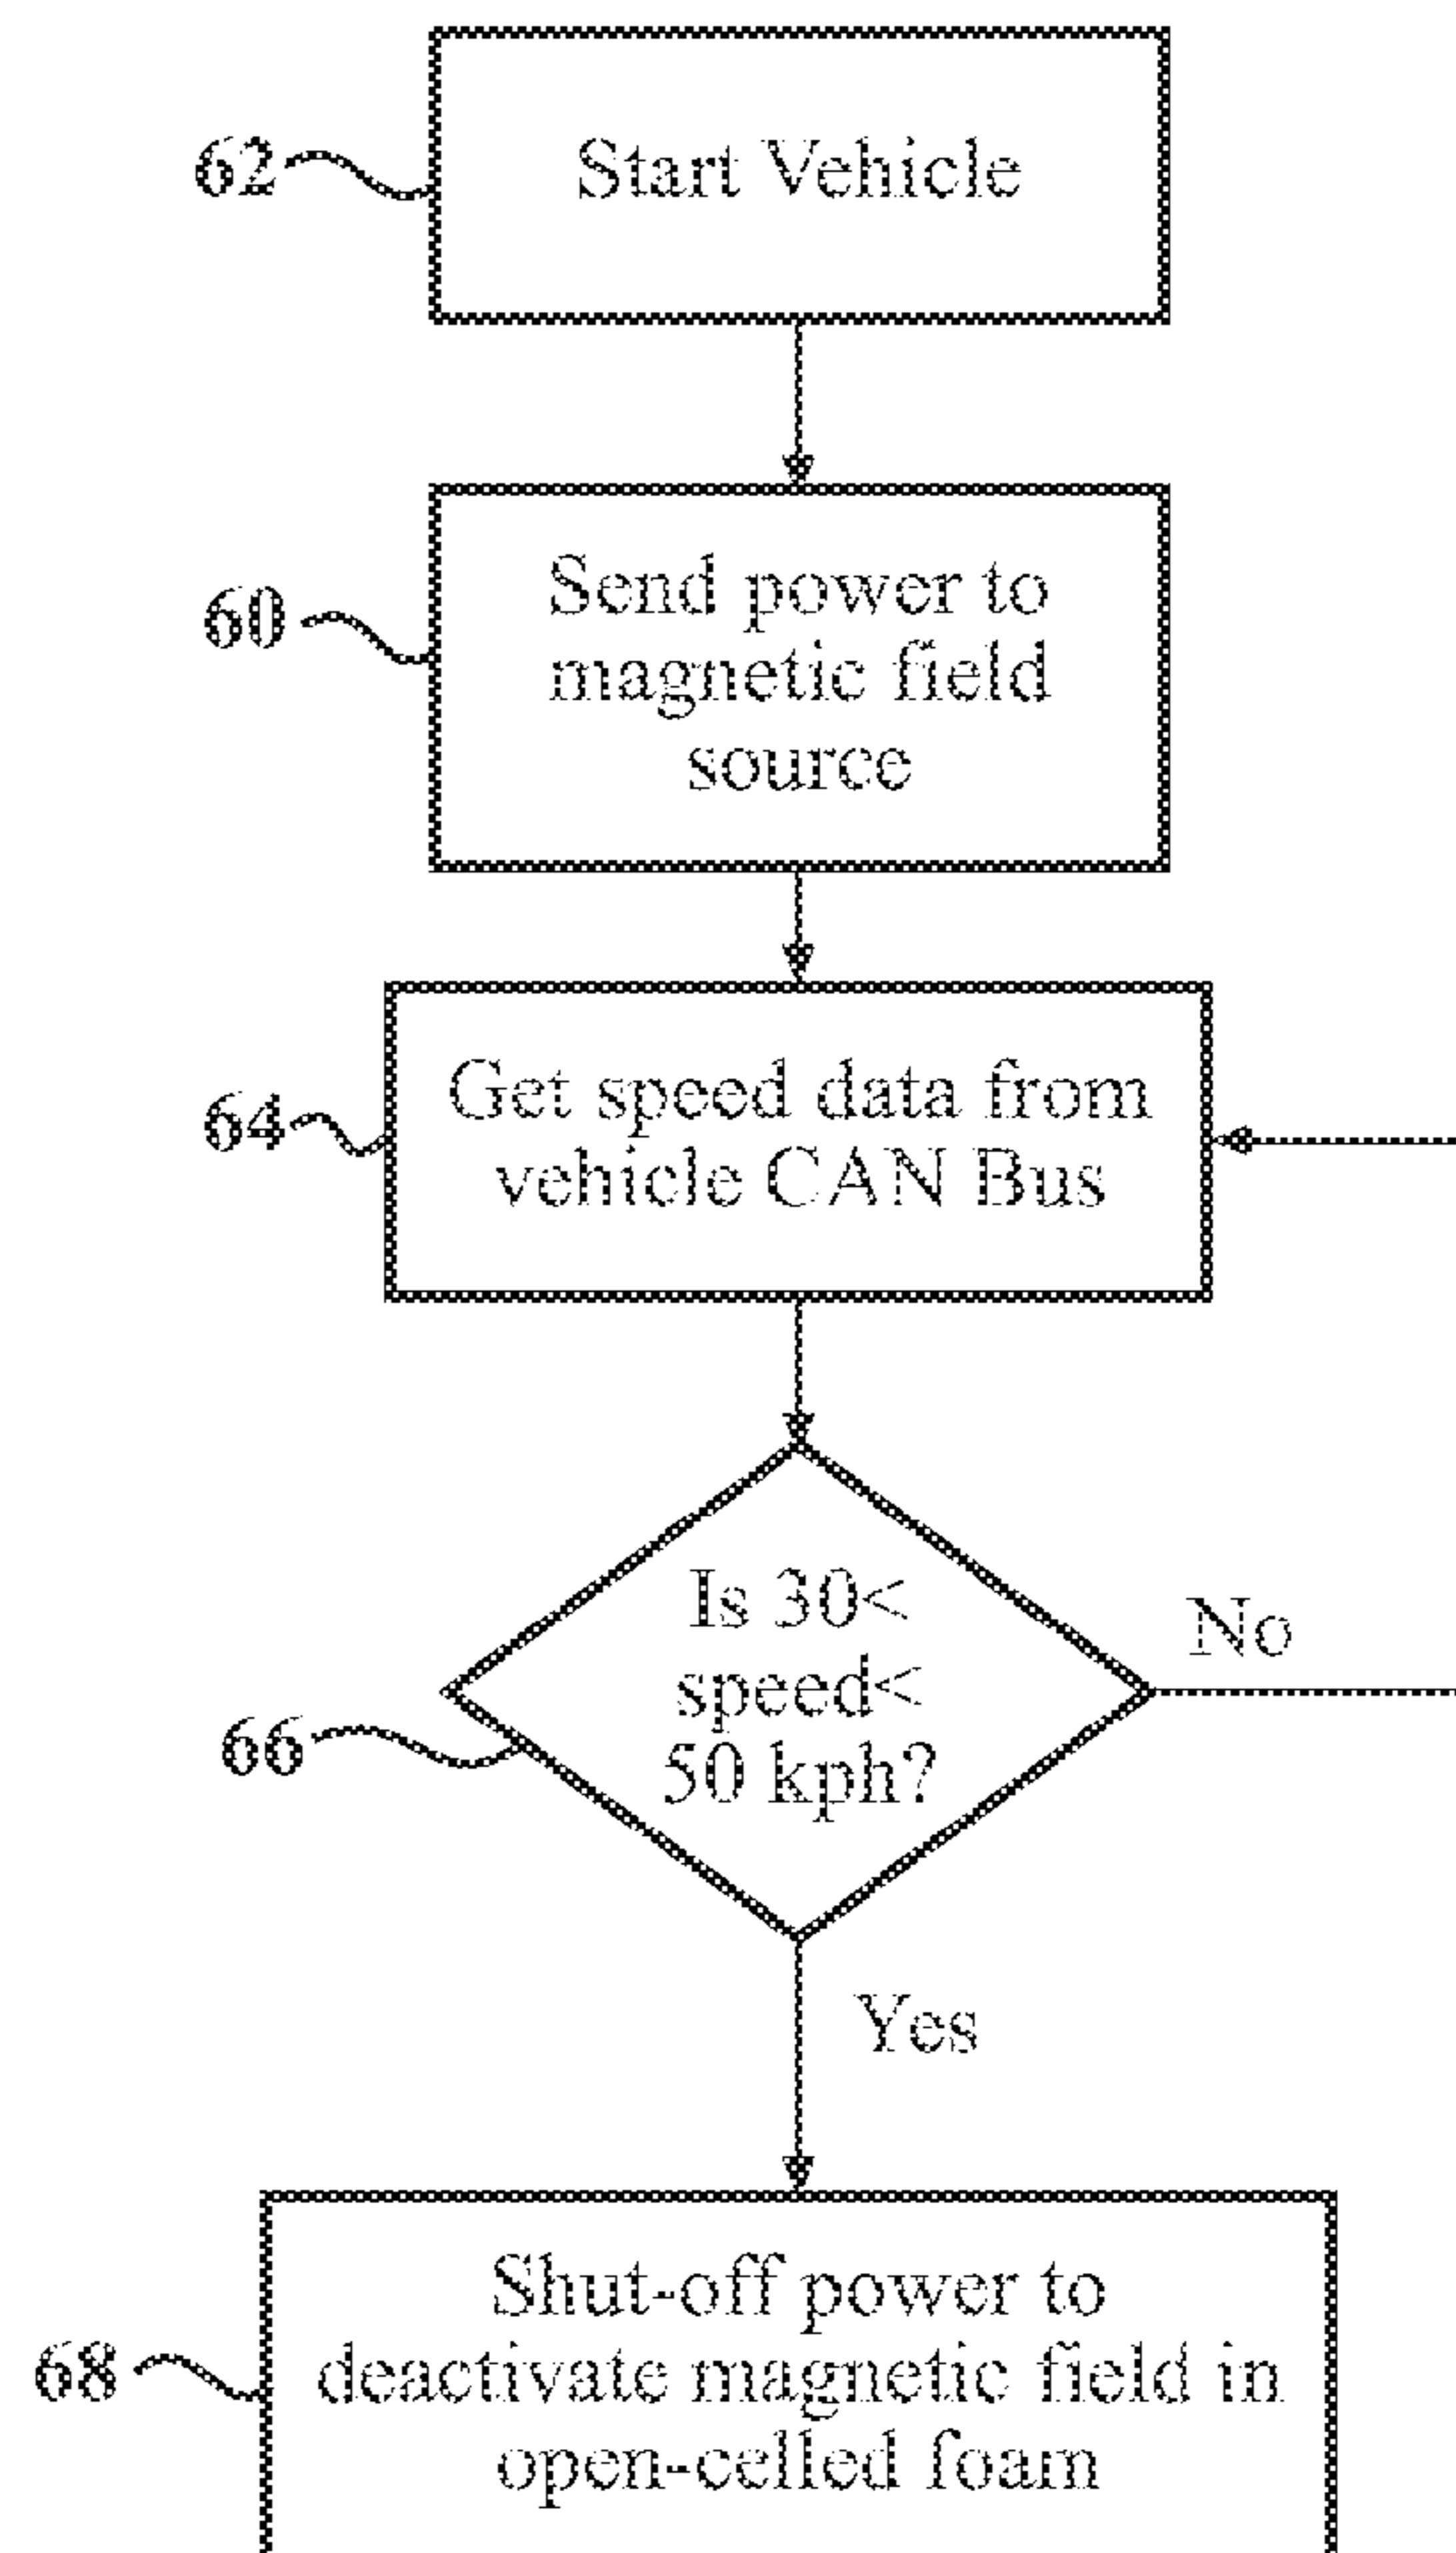 62
Start Vehicle
60
Send power to
magnetic field
source
64
Get speed data from
vehicle CAN Bus
66
Is 30<
speed<
50 kph?
No
Yes
68
Shut-off power to
deactivate magnetic field in
open-celled foam